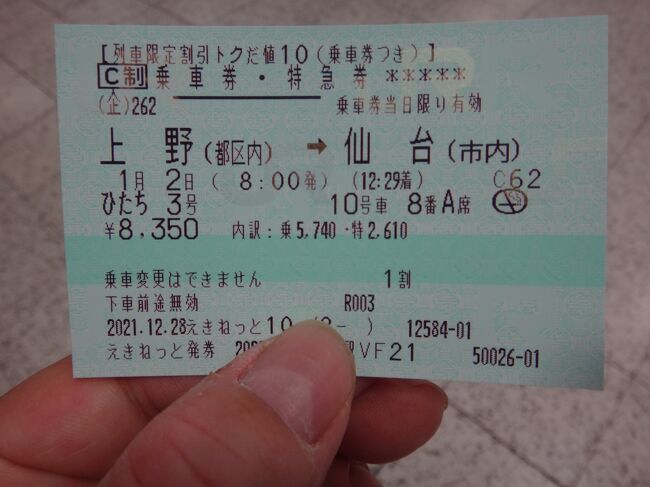 【列車限定割引トクだ値10(乗車券つき)】
C制 乗車券・特急券 *****
(企)262 乗車券当日限り有効
上野(都区内) → 仙台(市内)
1月 2日( 8:00発) (12:29着) C62
ひたち 3号 10号車 8番A席
¥8,350 内訳:乗5,740・特2,610
乗車変更はできません 1割
下車前途無効 R003
2021.12.28えきねっと10 (2- ) 12584-01
えきねっと発券 VF21 50026-01